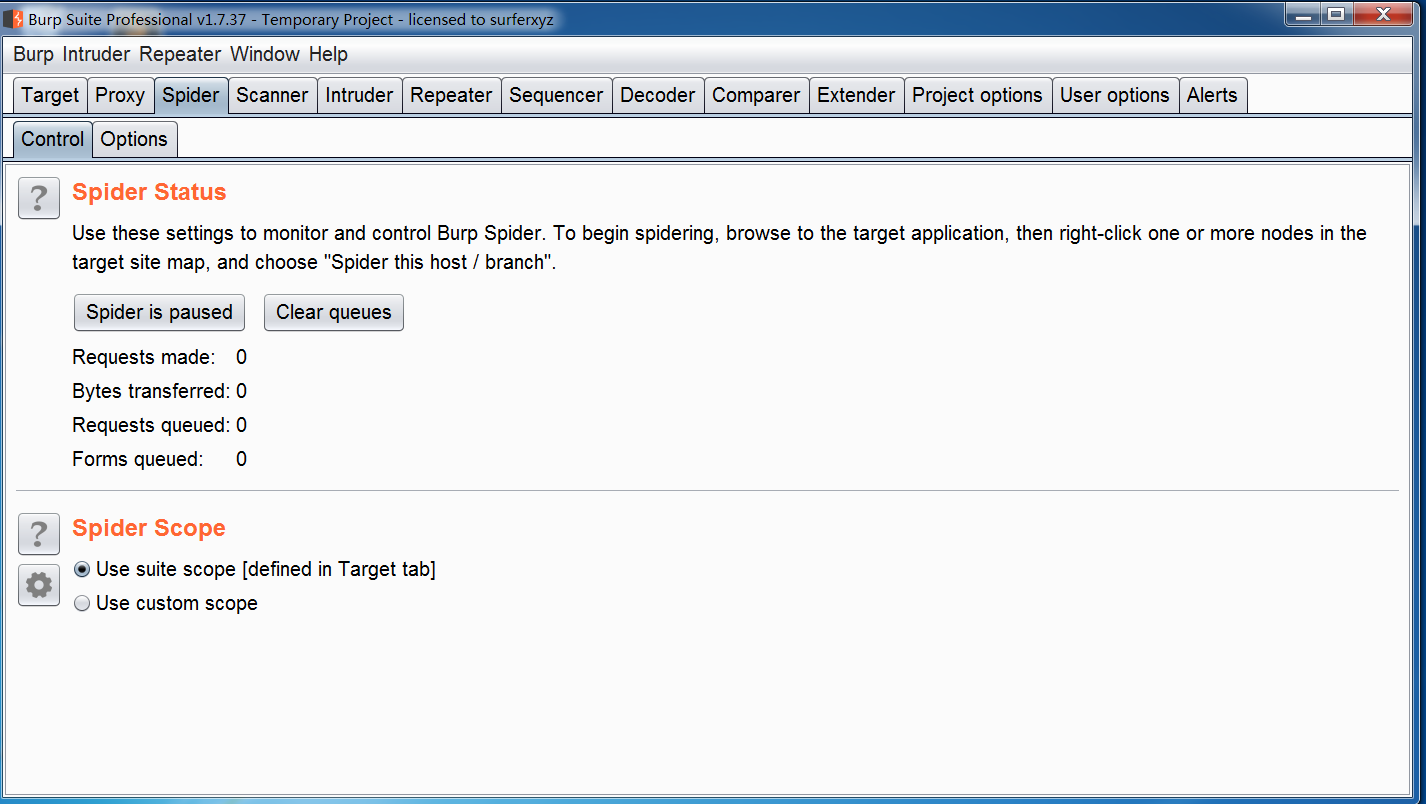 Burp Suite Professional v1.7.37 - Temporary Project - licensed to surferxyz
Burp Intruder Repeater Window Help
Target Proxy Spider Scanner Intruder Repeater Sequencer Decoder Comparer Extender Project options User options Alerts
Control Options
? Spider Status
Use these settings to monitor and control Burp Spider. To begin spidering, browse to the target application, then right-click one or more nodes in the
target site map, and choose "Spider this host / branch".
Spider is paused Clear queues
Requests made: 0
Bytes transferred: 0
Requests queued: 0
Forms queued: 0
? Spider Scope
Use suite scope [defined in Target tab]
Use custom scope